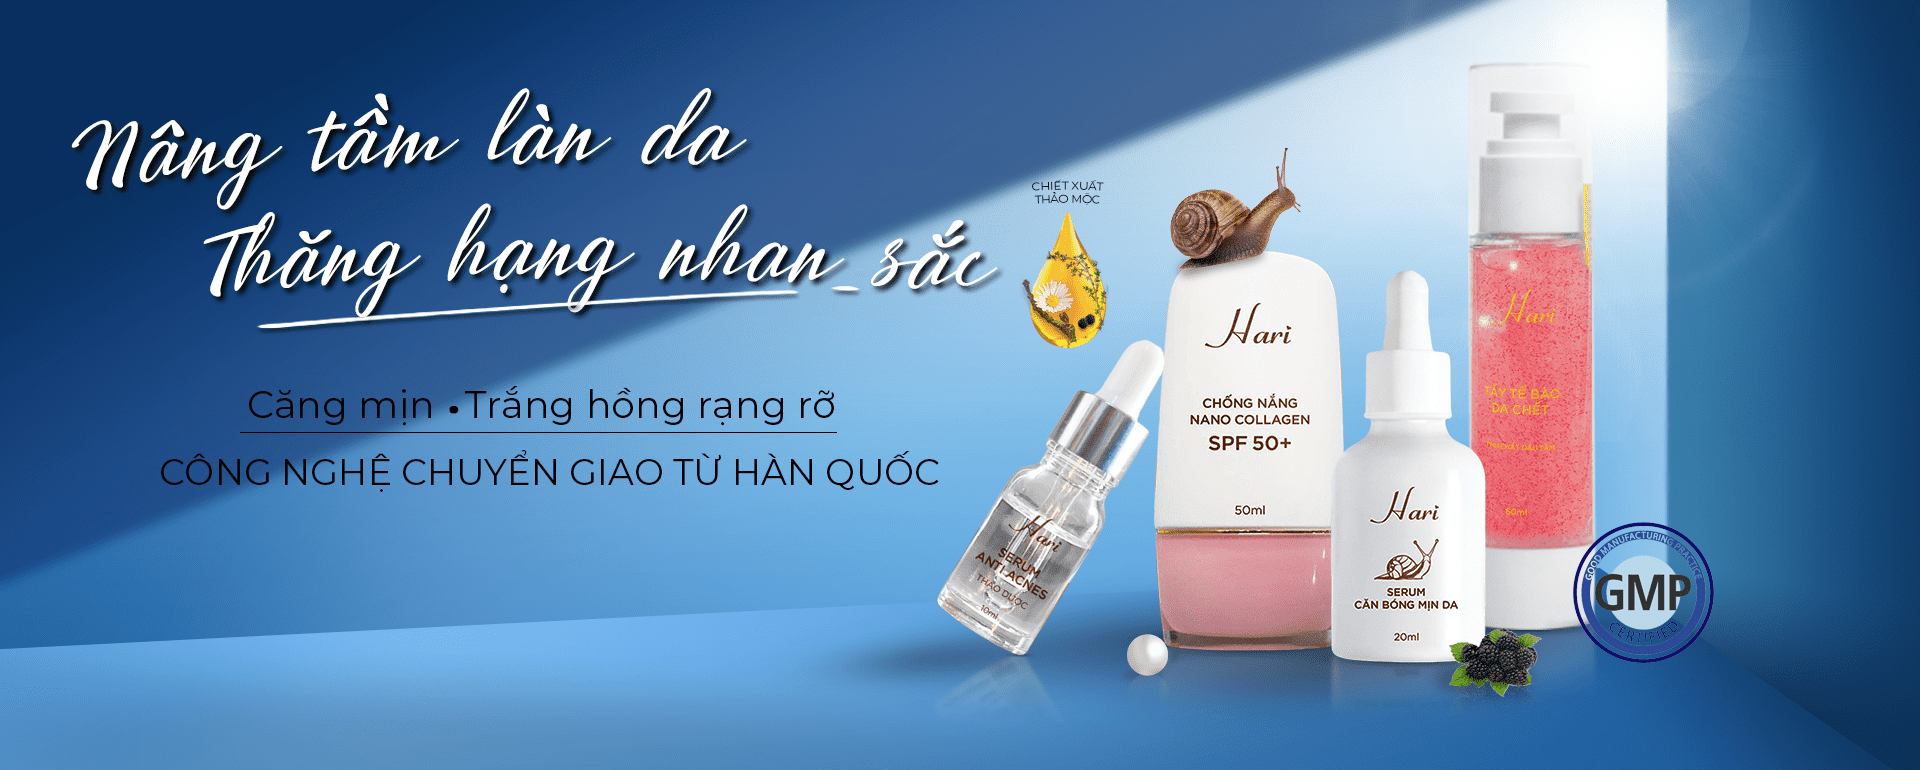 Nâng tầm làn da
Thăng hạng nhan sắc
Căng mịn • Trắng hồng rạng rỡ
CÔNG NGHỆ CHUYỂN GIAO TỪ HÀN QUỐC
CHIẾT XUẤT
THẢO MỘC
Hari
SERUM
ANTI-ACNES
THẢO DƯỢC
10ml
Hari
CHỐNG NẮNG
NANO COLLAGEN
SPF 50+
50ml
Hari
SERUM
CĂN BÓNG MỊN DA
20ml
Hari
TẨY TẾ BÀO
DA CHẾT
50ml
GOOD MANUFACTURING PRACTICE
GMP
CERTIFIED